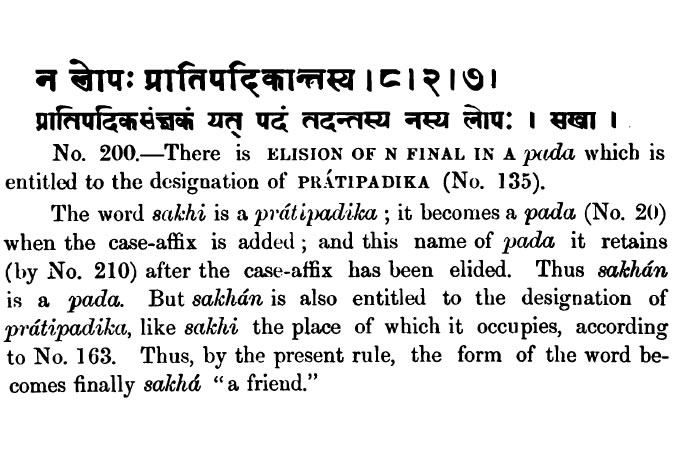 न लोपः प्रातिपदिकान्तस्य ।८।२।७।
प्रातिपदिकसंज्ञकं यत् पदं तदन्तस्य नस्य लोपः । सखा ।
No. 200.—There is ELISION OF N FINAL IN A pada which is
entitled to the designation of PRÁTIPADIKA (No. 135).
The word sakhi is a prátipadika; it becomes a pada (No. 20)
when the case-affix is added; and this name of pada it retains
(by No. 210) after the case-affix has been elided. Thus sakhán
is a pada. But sakhán is also entitled to the designation of
prátipadika, like sakhi the place of which it occupies, according
to No. 163. Thus, by the present rule, the form of the word be-
comes finally sakhá “a friend.”